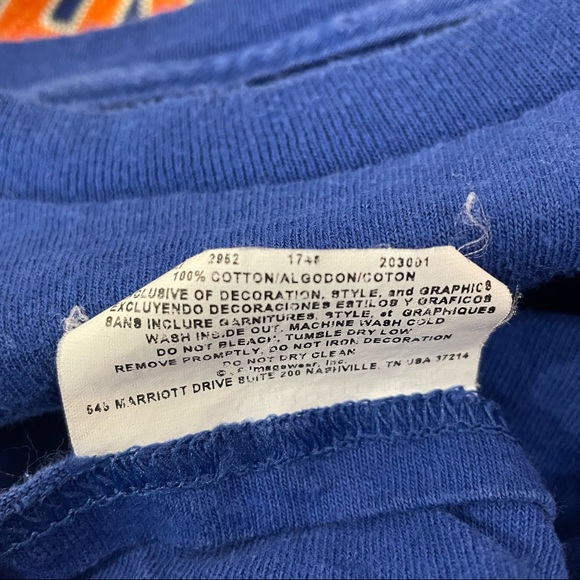 2952 1748 203001
100% COTTON/ALGODON/COTON
EXCLUSIVE OF DECORATION, STYLE, and GRAPHICS
EXCLUYENDO DECORACIONES ESTILOS Y GRAFICOS
SANS INCLURE GARNITURES, STYLE, et GRAPHIQUES
WASH INSIDE OUT, MACHINE WASH COLD
DO NOT BLEACH, TUMBLE DRY LOW
REMOVE PROMPTLY, DO NOT IRON DECORATION
DO NOT DRY CLEAN
Imagewear, Inc.
545 MARRIOTT DRIVE SUITE 200 NASHVILLE, TN USA 37214